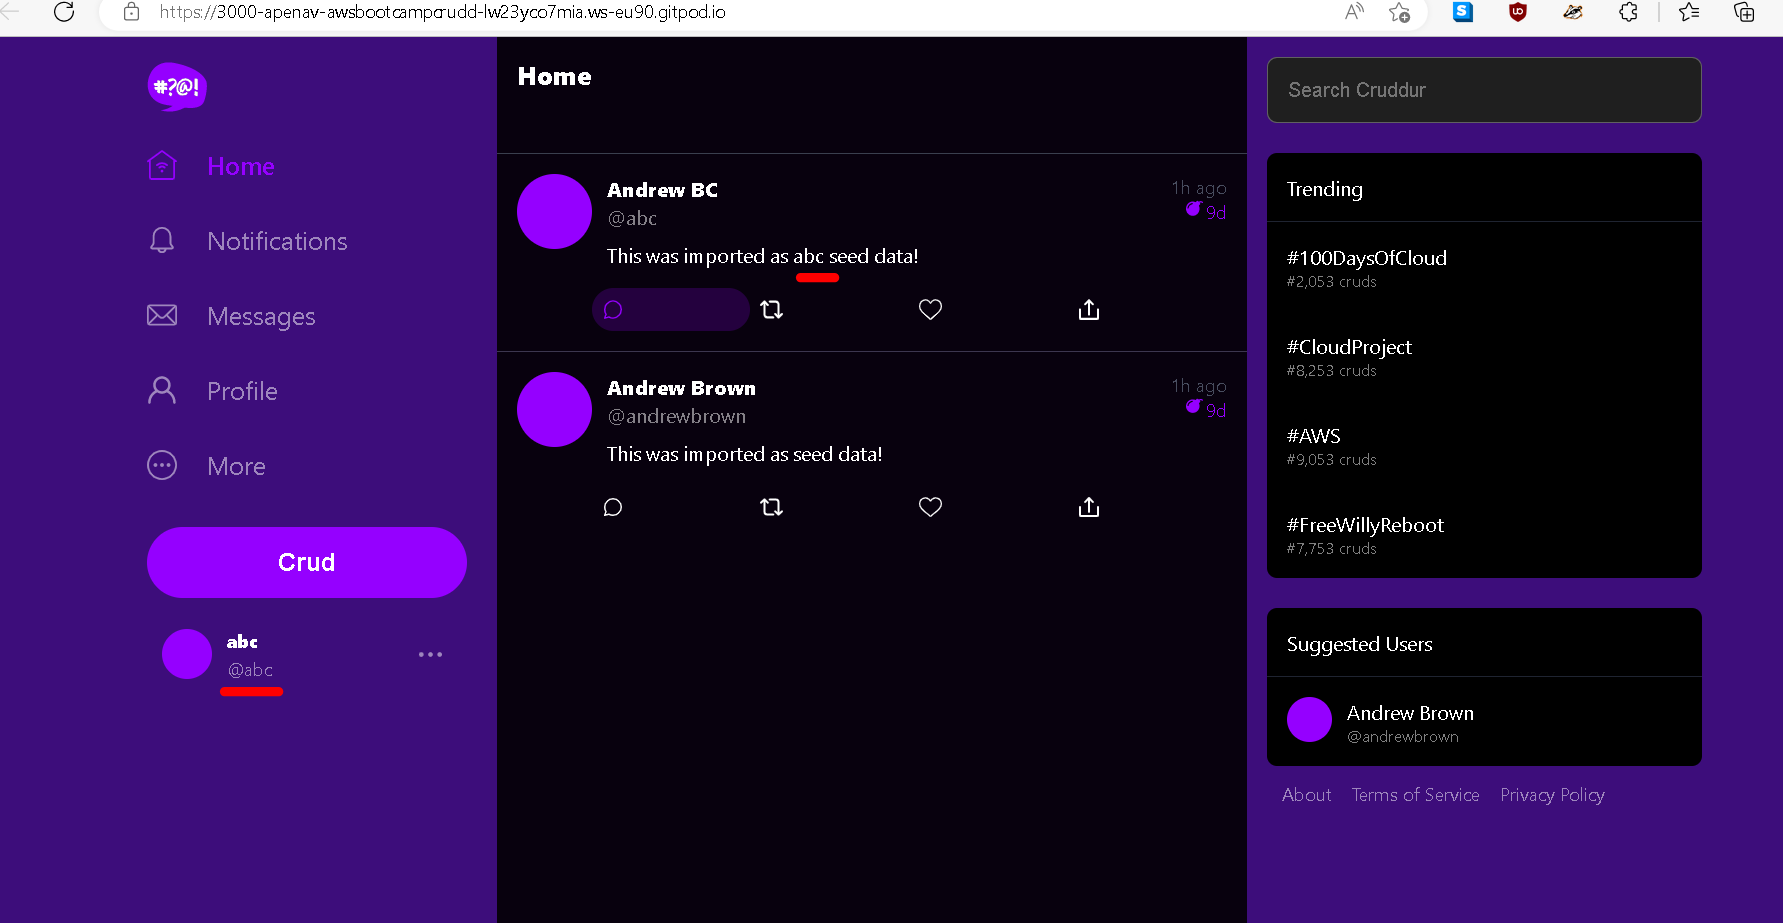 https://3000-apenav-awsbootcampcrudd-lw23yco7mia.ws-eu90.gitpod.io
A
S
UD
#?@!
Home
Notifications
Messages
Profile
More
Crud
abc
@abc
Home
Andrew BC
1h ago
@abc
9d
This was imported as abc seed data!
Andrew Brown
1h ago
@andrewbrown
9d
This was imported as seed data!
Search Cruddur
Trending
#100DaysOfCloud
#2,053 cruds
#CloudProject
#8,253 cruds
#AWS
#9,053 cruds
#FreeWillyReboot
#7,753 cruds
Suggested Users
Andrew Brown
@andrewbrown
About Terms of Service Privacy Policy